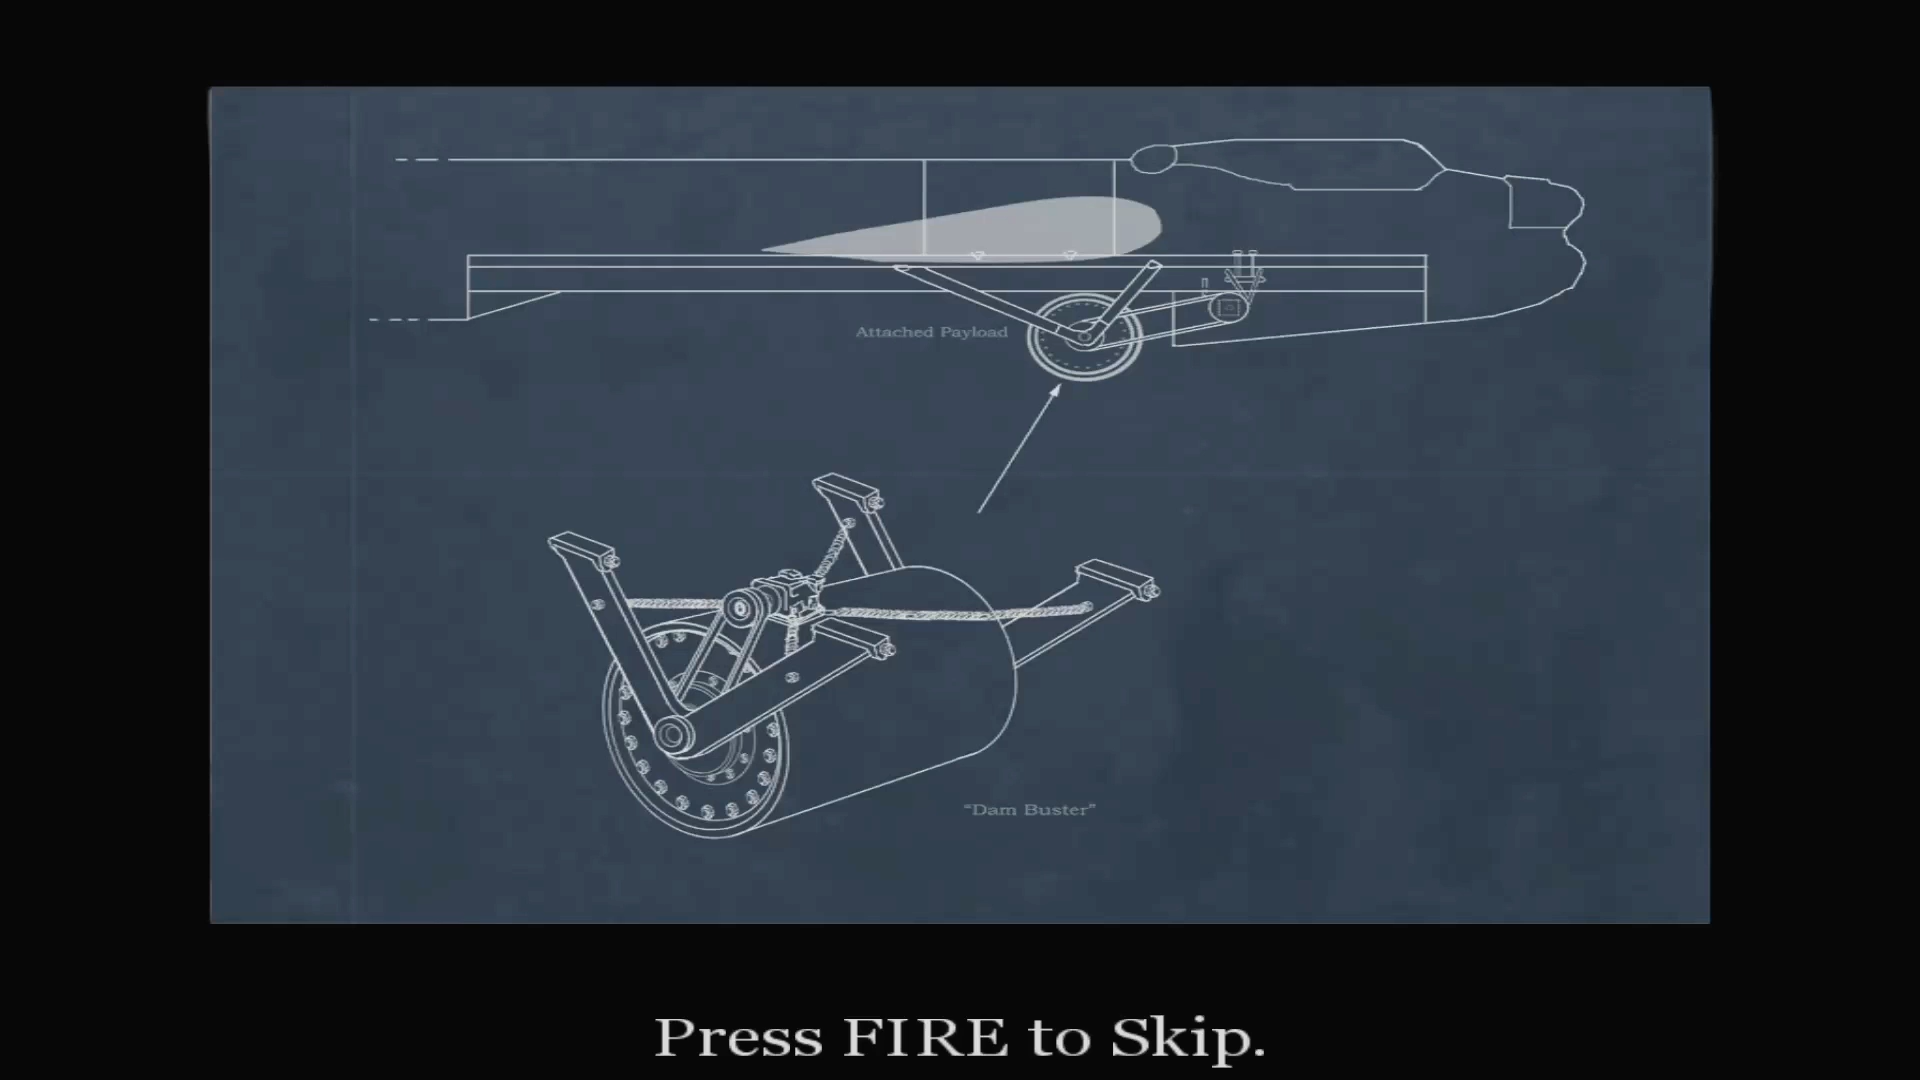 Attached Payload
“Dam Buster”
Press FIRE to Skip.